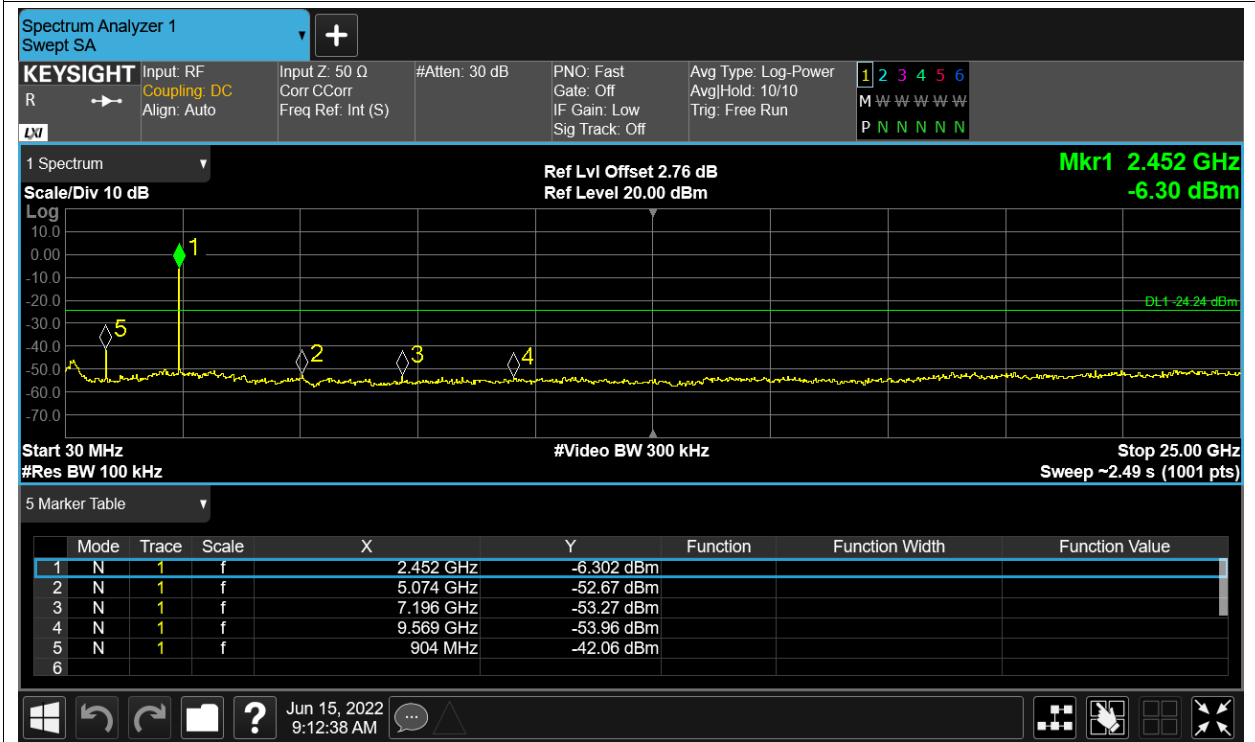 Spectrum Analyzer 1
Swept SA
+
KEYSIGHT Input: RF Input Z: 50 Ω #Atten: 30 dB PNO: Fast Avg Type: Log-Power 1 2 3 4 5 6
R Coupling: DC Corr CCorr Gate: Off Avg|Hold: 10/10 M W W W W W
Align: Auto Freq Ref: Int (S) IF Gain: Low Trig: Free Run
LXI Sig Track: Off P N N N N N
1 Spectrum Ref Lvl Offset 2.76 dB Mkr1 2.452 GHz
Scale/Div 10 dB Ref Level 20.00 dBm -6.30 dBm
Log
10.0
0.00 1
-10.0
-20.0 DL1 -24.24 dBm
-30.0 5
-40.0 2 3 4
-50.0
-60.0
-70.0
Start 30 MHz #Video BW 300 kHz Stop 25.00 GHz
#Res BW 100 kHz Sweep ~2.49 s (1001 pts)
5 Marker Table
Mode Trace Scale X Y Function Function Width Function Value
1 N 1 f 2.452 GHz -6.302 dBm
2 N 1 f 5.074 GHz -52.67 dBm
3 N 1 f 7.196 GHz -53.27 dBm
4 N 1 f 9.569 GHz -53.96 dBm
5 N 1 f 904 MHz -42.06 dBm
6
? Jun 15, 2022
9:12:38 AM